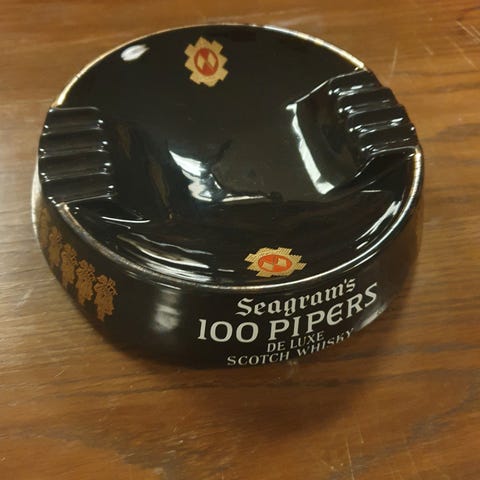 Seagram's
100 PIPERS
DE LUXE
SCOTCH WHISKY